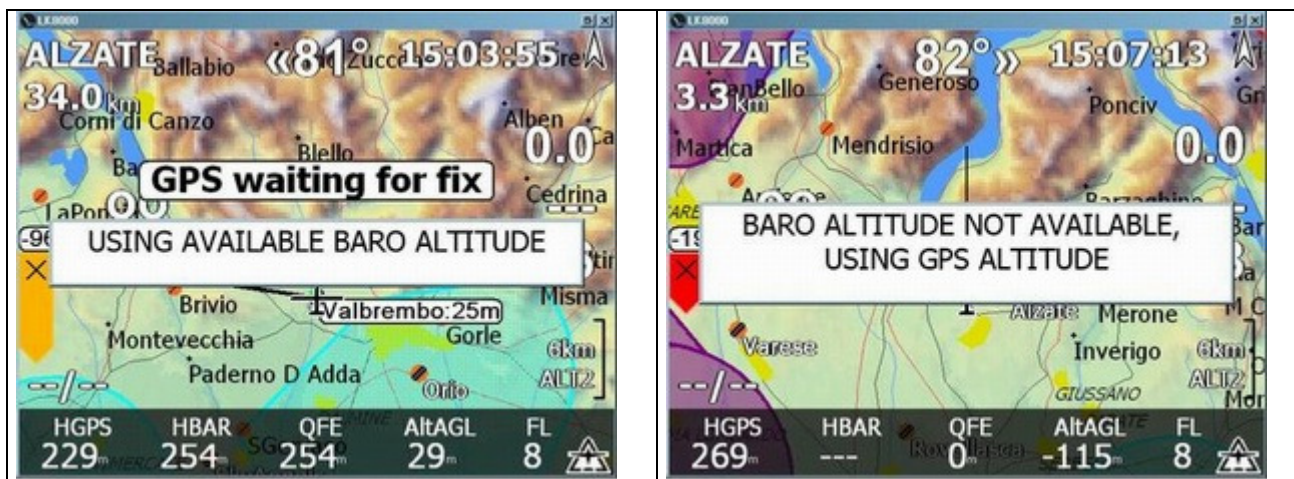 LK8000
ALZATE «81° 15:03:55
Ballabio
34.0km
Corni di Canzo
Alben
0.0
Blello
GPS waiting for fix
Cedrina
---
USING AVAILABLE BARO ALTITUDE
Brivio
Misma
Valbrembo:25m
Montevecchia
Gorle
6km
Paderno D Adda
ALT2
--/--
Orio
HGPS HBAR QFE AltAGL FL
229m 254m 254m 29m 8
LK8000
ALZATE 82°» 15:07:13
Generoso
3.3km
Ponciv
Mendrisio
0.0
BARO ALTITUDE NOT AVAILABLE,
USING GPS ALTITUDE
Alzate
Merone
Varese
Inverigo
6km
ALT2
--/--
GIUSSANO
HGPS HBAR QFE AltAGL FL
269m --- 0m -115m 8